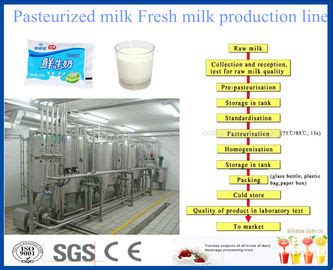 Pasteurized milk Fresh milk production line
鲜牛奶
Raw milk
Collection and reception,
test for raw milk quality
Pre-pasteurisation
Storage in tank
Standardisation
Pasteurisation (75℃/85℃, 15s)
Homogenisation
Storage in tank
Packing (glass bottle, plastic
bag,paper box)
Cold store
Quality of product in laboratory test
To market
SGS
CE
ISO
Turnkey projects of all kinds of dairy
beverage processing lines